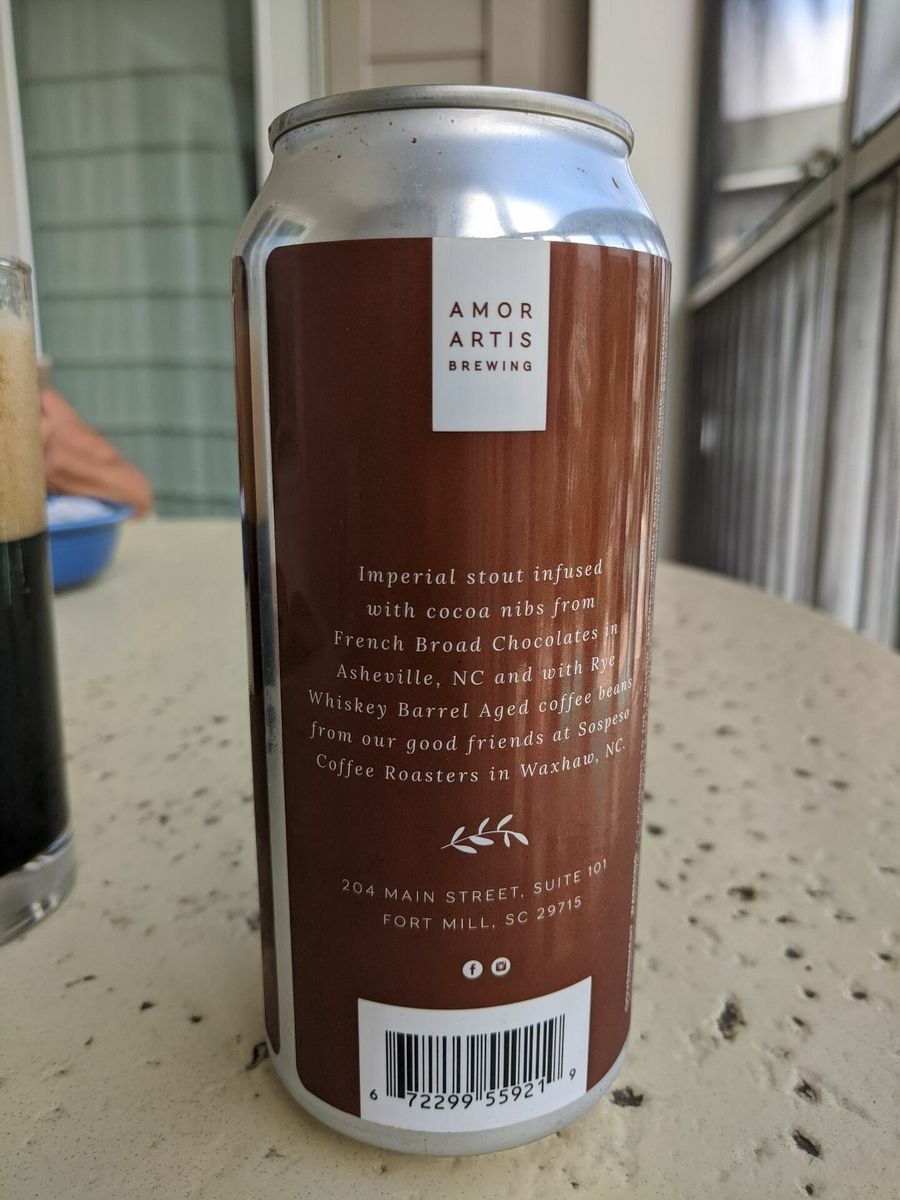 AMOR
ARTIS
BREWING
Imperial stout infused
with cocoa nibs from
French Broad Chocolates in
Asheville, NC and with Rye
Whiskey Barrel Aged coffee beans
from our good friends at Sospeso
Coffee Roasters in Waxhaw, NC.
204 MAIN STREET, SUITE 101
FORT MILL, SC 29715
6 72299 55921 9